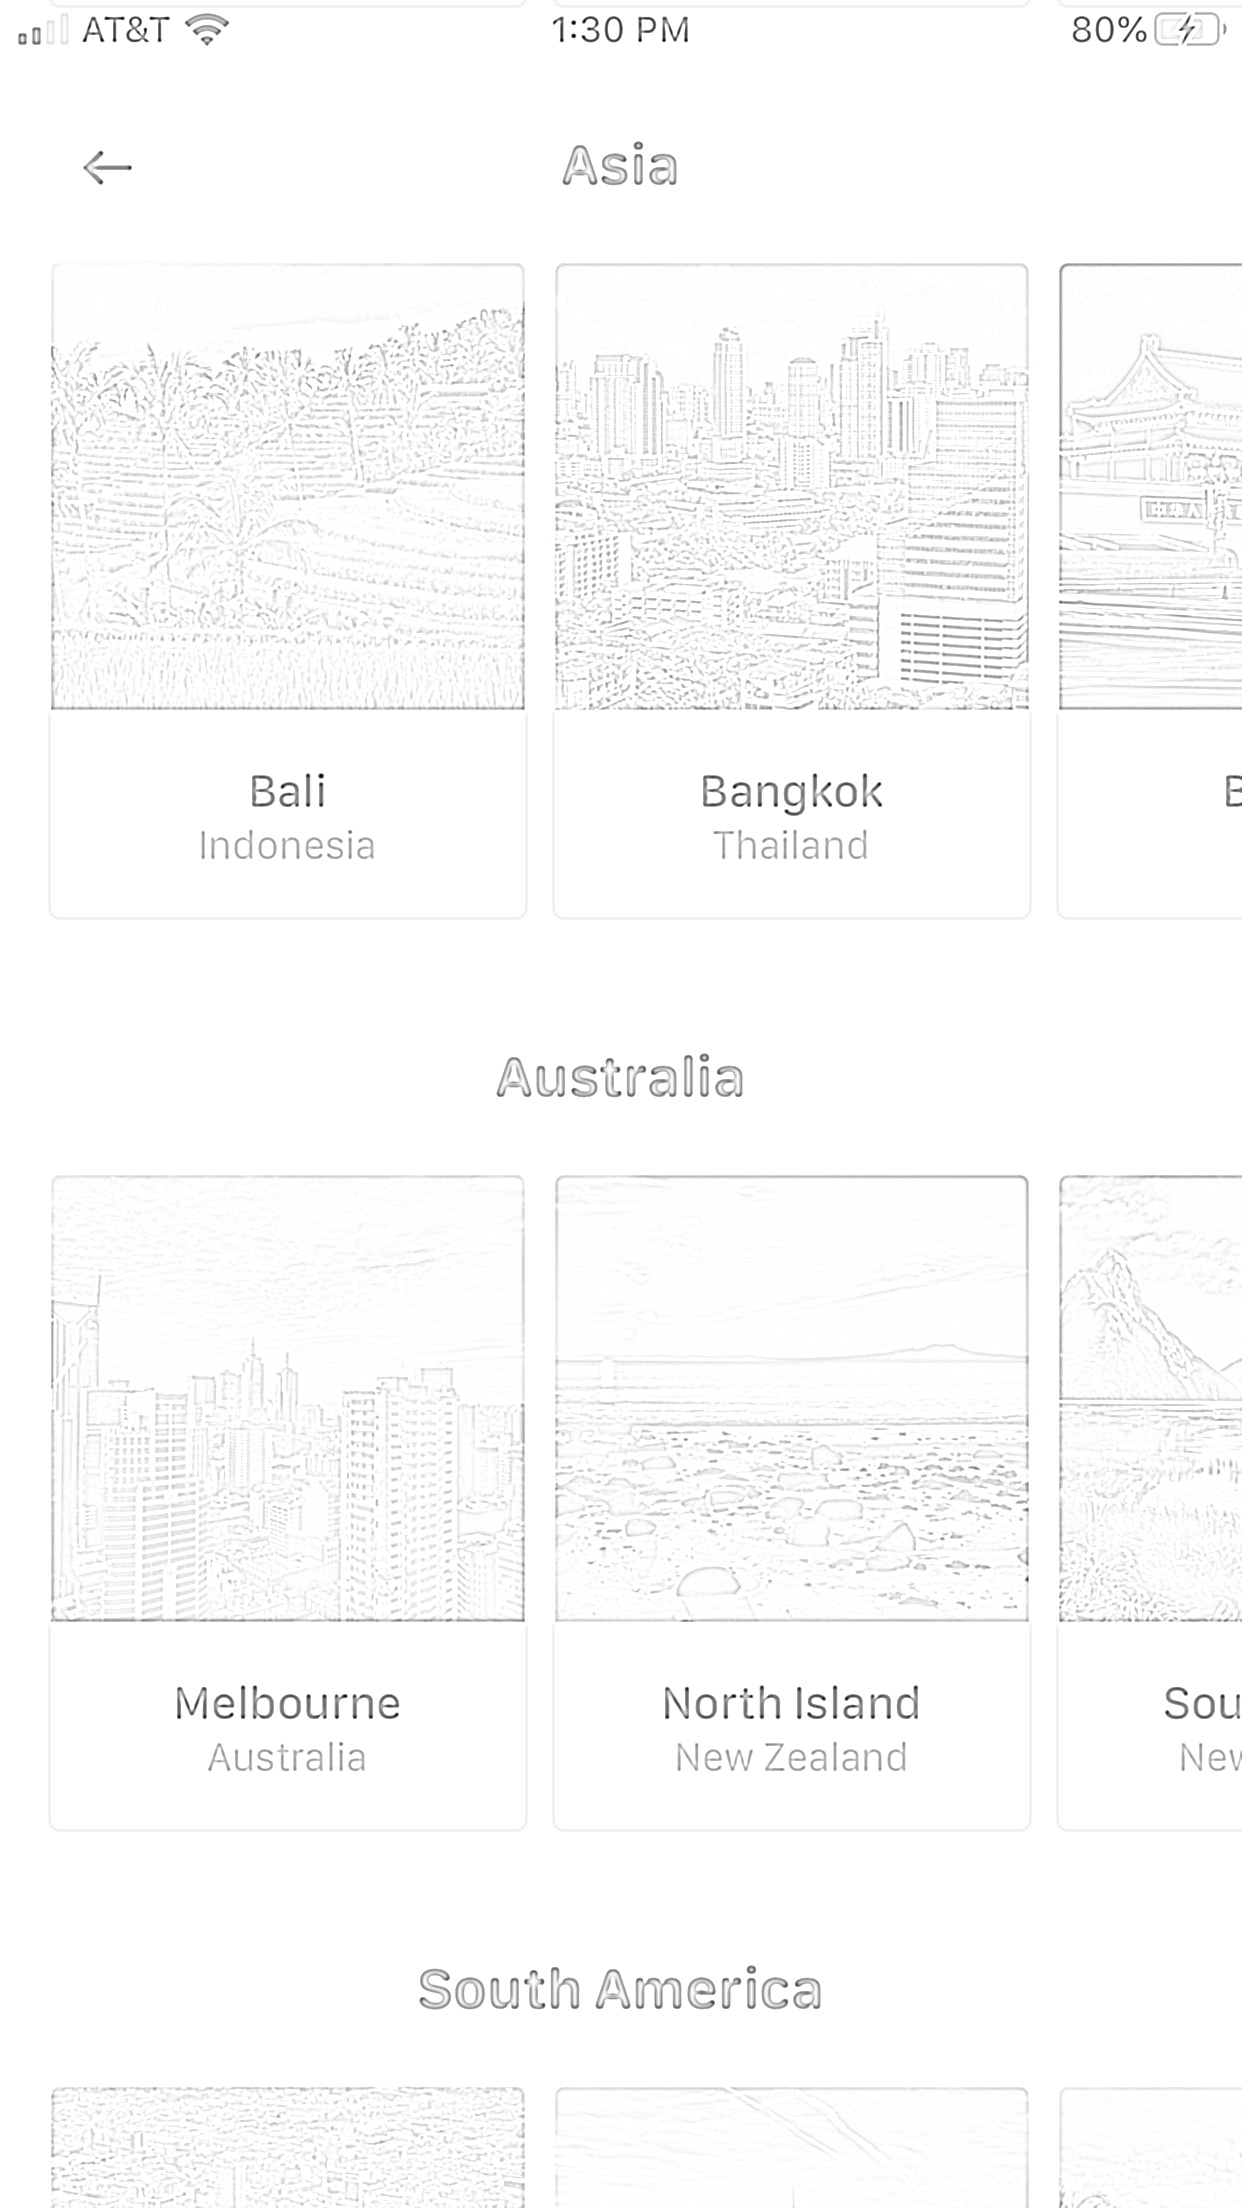 AT&T 1:30 PM 80%
Asia
Bali
Indonesia
Bangkok
Thailand
B
Australia
Melbourne
Australia
North Island
New Zealand
Sou
New
South America